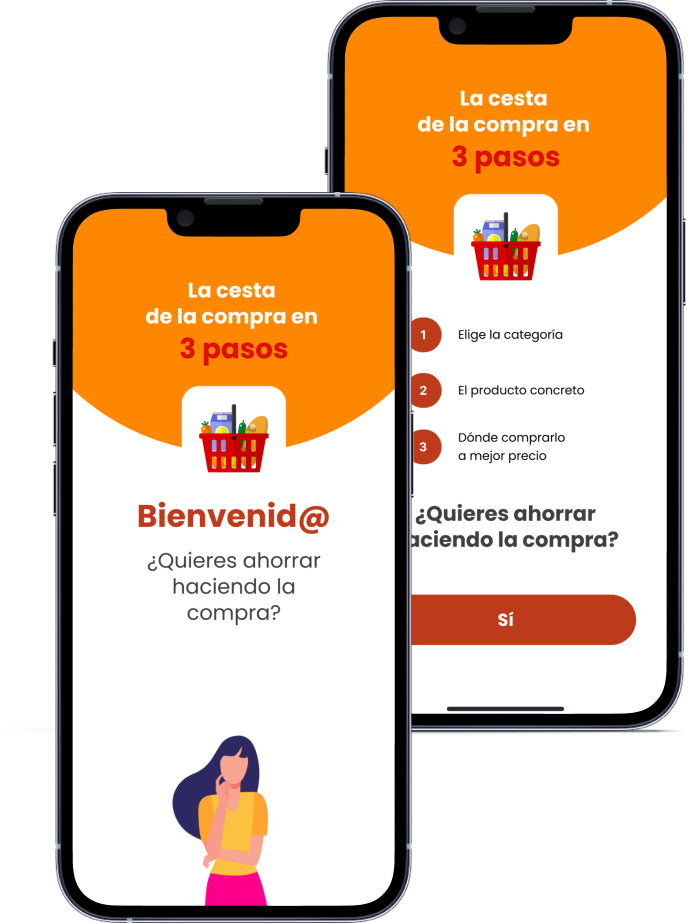 La cesta
de la compra en
3 pasos
Bienvenid@
¿Quieres ahorrar
haciendo la
compra?
La cesta
de la compra en
3 pasos
1 Elige la categoría
2 El producto concreto
3 Dónde comprarlo
a mejor precio
¿Quieres ahorrar
aciendo la compra?
Sí